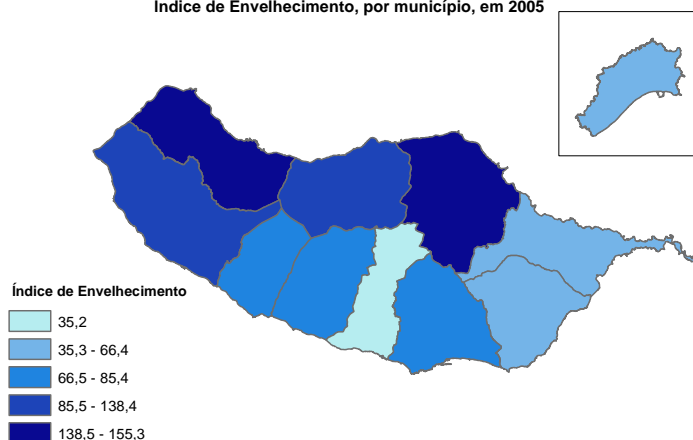 Índice de Envelhecimento, por município, em 2005
Índice de Envelhecimento
35,2
35,3 - 66,4
66,5 - 85,4
85,5 - 138,4
138,5 - 155,3